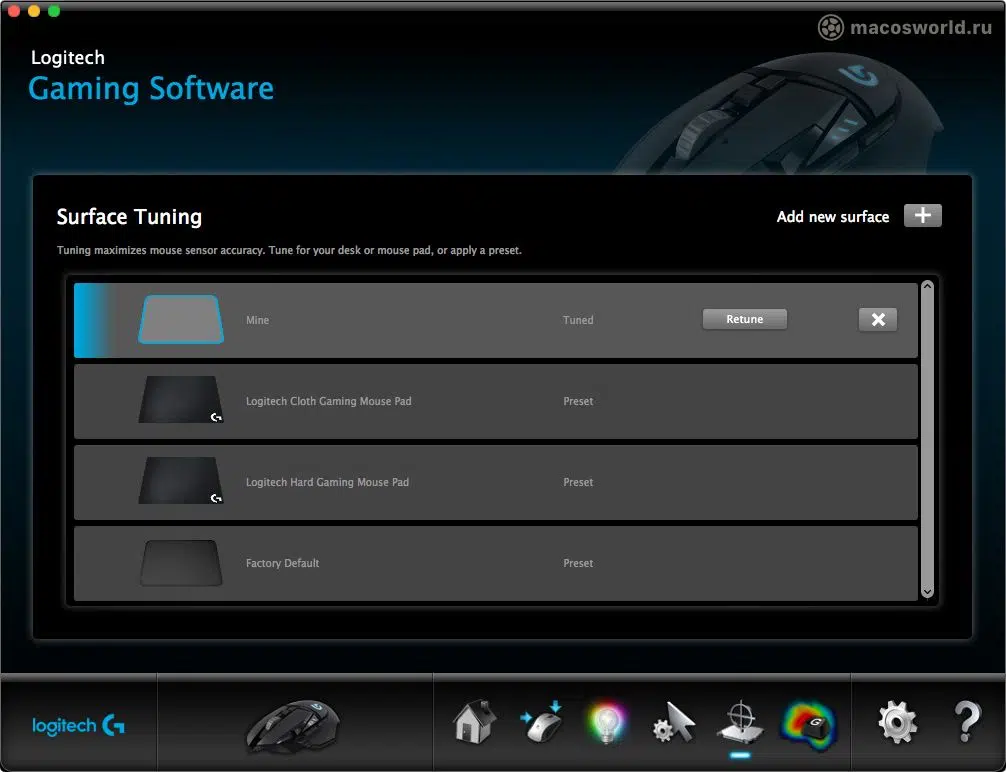 macosworld.ru
Logitech
Gaming Software
Surface Tuning
Add new surface
Tuning maximizes mouse sensor accuracy. Tune for your desk or mouse pad, or apply a preset.
Mine Tuned Retune
Logitech Cloth Gaming Mouse Pad Preset
Logitech Hard Gaming Mouse Pad Preset
Factory Default Preset
logitech G